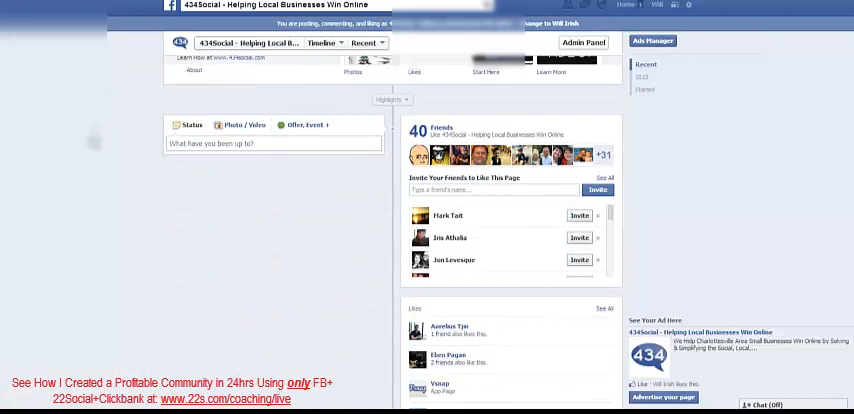 434Social - Helping Local Businesses Win Online
Home
Will
You are posting, commenting, and liking as
Change to Will Irish
434
434Social - Helping Local B...
Timeline
Recent
Admin Panel
Ads Manager
Learn How at www.434social.com
About
Photos
Likes
Start Here
Learn More
Recent
2013
Started
Highlights
Status
Photo / Video
Offer, Event +
What have you been up to?
40 Friends
Like 434Social - Helping Local Businesses Win Online
+31
Invite Your Friends to Like This Page
See All
Type a friend's name...
Invite
Mark Tait
Invite
Iris Athalia
Invite
Jon Levesque
Invite
Likes
See All
Aurelius Tjin
1 friend also likes this.
Eben Pagan
2 friends also like this.
Vsnap
App Page
See Your Ad Here
434Social - Helping Local Businesses Win Online
434
We Help Charlottesville Area Small Businesses Win Online by Solving
& Simplifying the Social, Local,...
Like · Will Irish likes this.
Advertise your page
Chat (Off)
See How I Created a Profitable Community in 24hrs Using only FB+
22Social+Clickbank at: www.22s.com/coaching/live